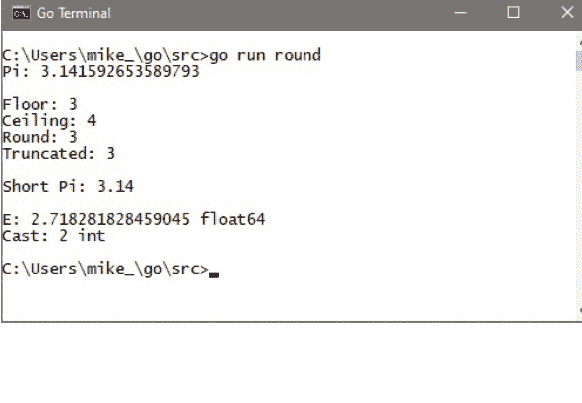 Go Terminal
C:\Users\mike_\go\src>go run round
Pi: 3.141592653589793
Floor: 3
Ceiling: 4
Round: 3
Truncated: 3
Short Pi: 3.14
E: 2.718281828459045 float64
Cast: 2 int
C:\Users\mike_\go\src>